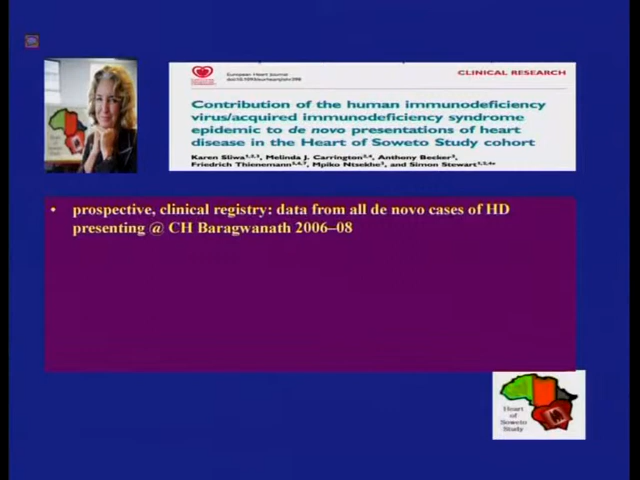 European Heart Journal
CLINICAL RESEARCH
Contribution of the human immunodeficiency
virus/acquired immunodeficiency syndrome
epidemic to de novo presentations of heart
disease in the Heart of Soweto Study cohort
Karen Sliwa, Melinda J. Carrington, Anthony Becker,
Friedrich Thienemann, Mpiko Ntsekhe, and Simon Stewart
• prospective, clinical registry: data from all de novo cases of HD
presenting @ CH Baragwanath 2006–08
Heart
of
Soweto
Study